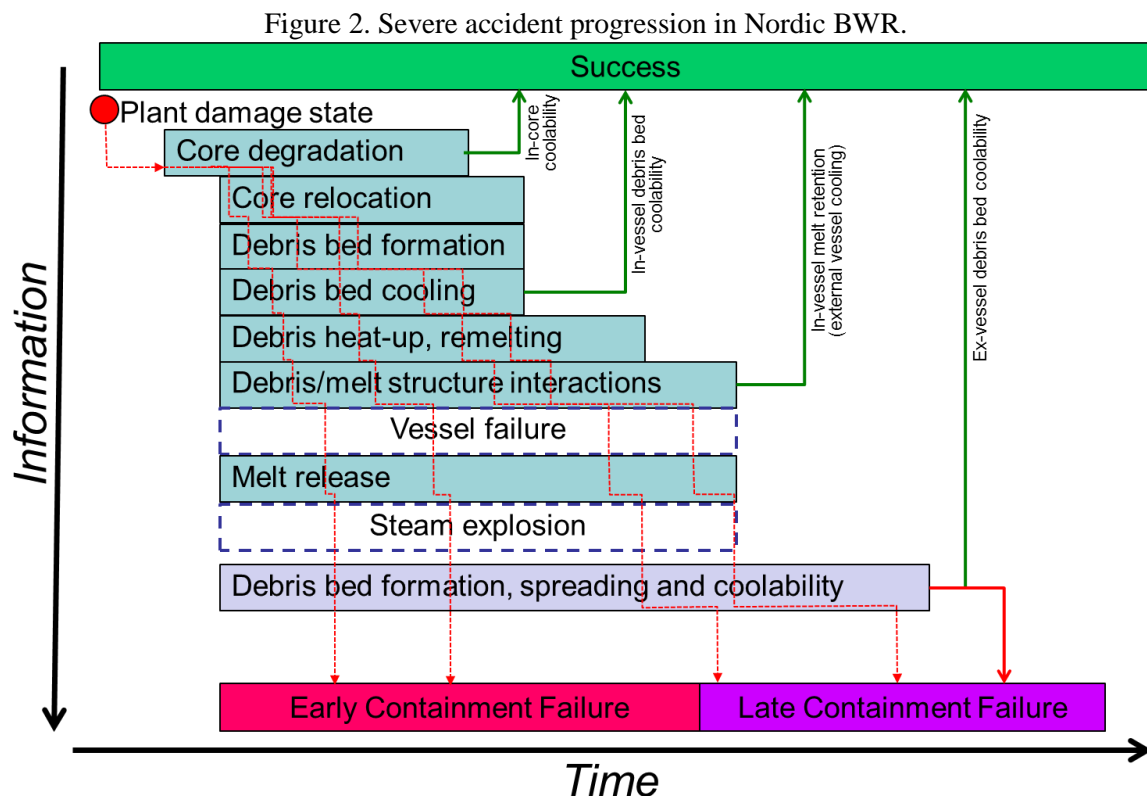 Figure 2. Severe accident progression in Nordic BWR.
Success
Plant damage state
Core degradation
Core relocation
Debris bed formation
Debris bed cooling
Debris heat-up, remelting
Debris/melt structure interactions
Vessel failure
Melt release
Steam explosion
Debris bed formation, spreading and coolability
Early Containment Failure
Late Containment Failure
In-core
coolability
In-vessel debris bed
coolability
In-vessel melt retention
(external vessel cooling)
Ex-vessel debris bed coolability
Information
Time